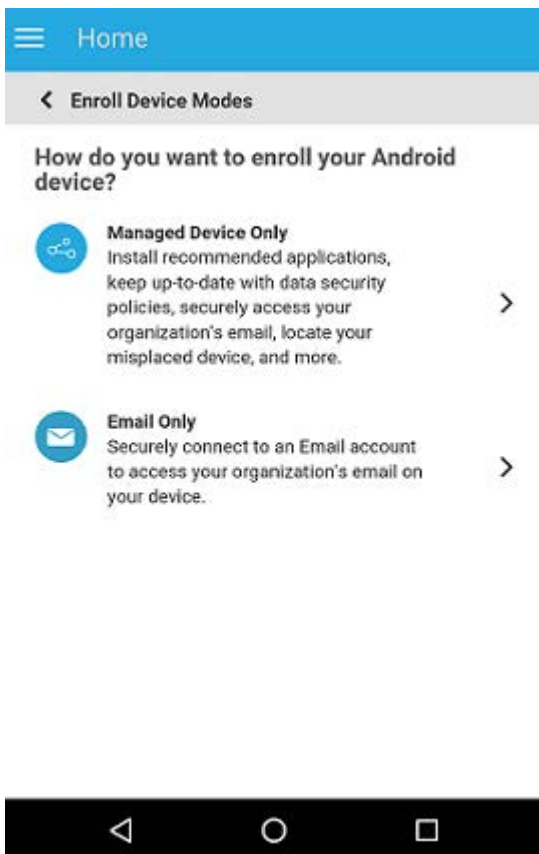 Home
Enroll Device Modes
How do you want to enroll your Android
device?
Managed Device Only
Install recommended applications,
keep up-to-date with data security
policies, securely access your
organization's email, locate your
misplaced device, and more.
Email Only
Securely connect to an Email account
to access your organization's email on
your device.